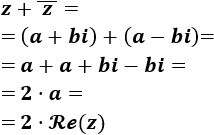 z + z̅ =
= (a + bi) + (a − bi)=
= a + a + bi − bi =
= 2 · a =
= 2 · ℛe(z)